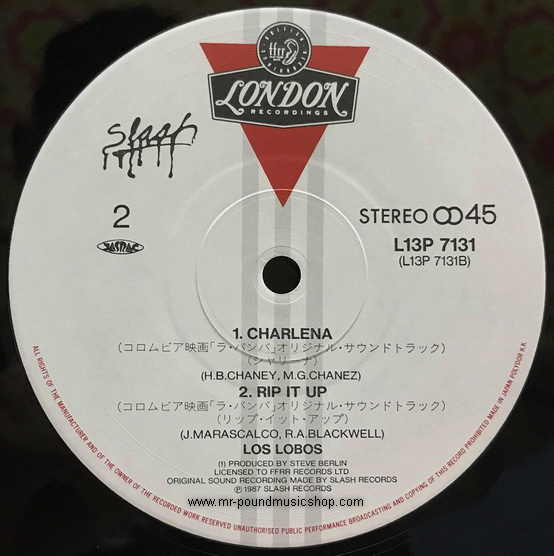 BRITISH
ffrr
LONDON
RECORDINGS
Slash
2
JASRAC
STEREO 45
L13P 7131
(L13P 7131B)
1. CHARLENA
(コロムビア映画「ラ・バンバ」オリジナル・サウンドトラック)
(シャリーナ)
(H.B.CHANEY, M.G.CHANEZ)
2. RIP IT UP
(コロムビア映画「ラ・バンバ」オリジナル・サウンドトラック)
(リップ・イット・アップ)
(J.MARASCALCO, R.A.BLACKWELL)
LOS LOBOS
(1) PRODUCED BY STEVE BERLIN
LICENSED TO FFRR RECORDS LTD
ORIGINAL SOUND RECORDING MADE BY SLASH RECORDS
℗ 1987 SLASH RECORDS
ALL RIGHTS OF THE MANUFACTURER AND OF THE OWNER OF THE RECORDED WORK RESERVED UNAUTHORISED PUBLIC PERFORMANCE BROADCASTING AND COPYING OF THIS RECORD PROHIBITED MADE IN JAPAN POLYDOR K.K.
www.mr-poundmusicshop.com